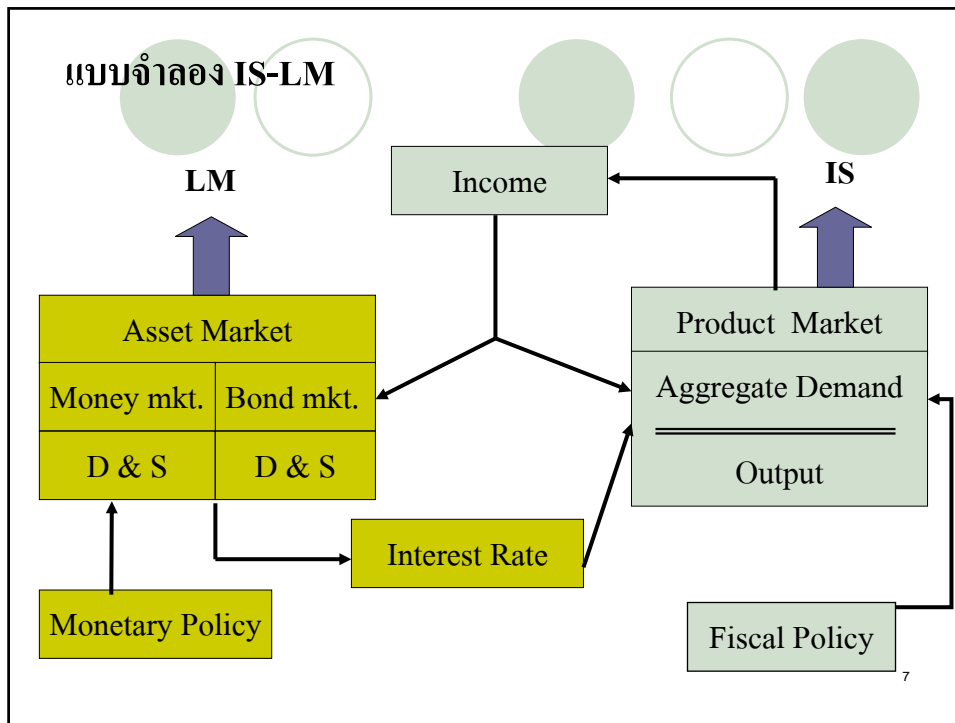 แบบจำลอง IS-LM
LM
Income
IS
Asset Market
Money mkt.
Bond mkt.
D & S
D & S
Product Market
Aggregate Demand
Output
Interest Rate
Monetary Policy
Fiscal Policy
7